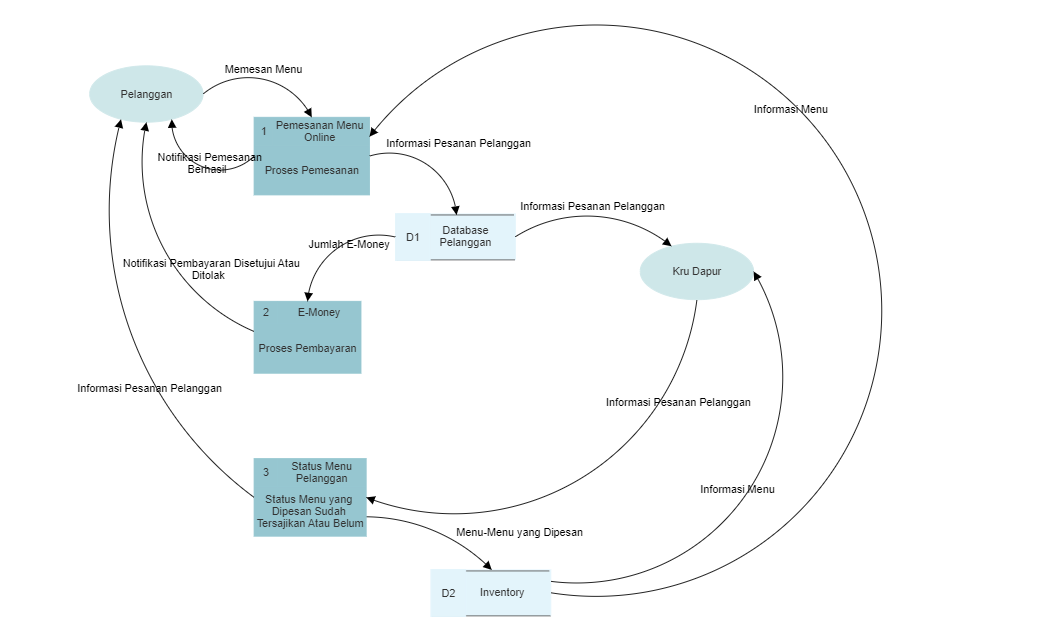 Memesan Menu
Pelanggan
Informasi Menu
1
Pemesanan Menu
Online
Proses Pemesanan
Informasi Pesanan Pelanggan
Notifikasi Pemesanan
Berhasil
Informasi Pesanan Pelanggan
D1
Database
Pelanggan
Jumlah E-Money
Notifikasi Pembayaran Disetujui Atau
Ditolak
Kru Dapur
2
E-Money
Proses Pembayaran
Informasi Pesanan Pelanggan
Informasi Pesanan Pelanggan
3
Status Menu
Pelanggan
Status Menu yang
Dipesan Sudah
Tersajikan Atau Belum
Informasi Menu
Menu-Menu yang Dipesan
D2
Inventory